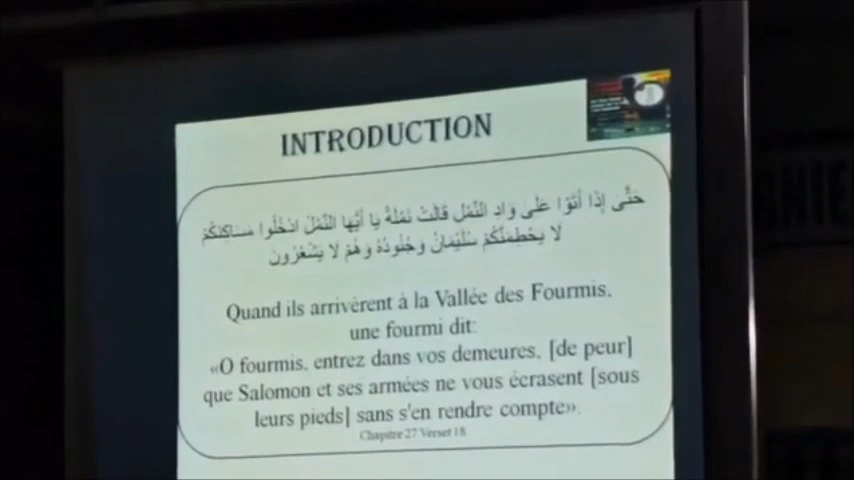 INTRODUCTION
حَتَّى إِذَا أَتَوْا عَلَى وَادِ النَّمْلِ قَالَتْ نَمْلَةٌ يَا أَيُّهَا النَّمْلُ ادْخُلُوا مَسَاكِنَكُمْ
لَا يَحْطِمَنَّكُمْ سُلَيْمَانُ وَجُنُودُهُ وَهُمْ لَا يَشْعُرُونَ
Quand ils arrivérent à la Vallée des Fourmis,
une fourmi dit:
«O fourmis, entrez dans vos demeures, [de peur]
que Salomon et ses armées ne vous écrasent [sous
leurs pieds] sans s'en rendre compte».
Chapitre 27 Verset 18